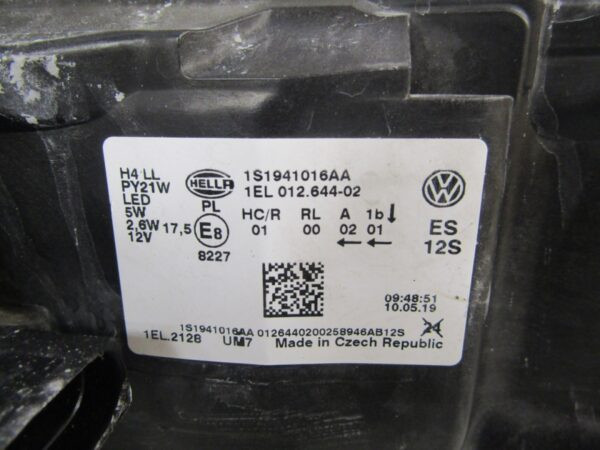 H4 LL
PY21W
LED
5W
2,6W 17,5
12V
HELLA
PL
E8
8227
1S1941016AA
1EL 012.644-02
HC/R RL A 1b↓
01 00 02 01
←←
VW
ES
12S
09:48:51
10.05.19
1S1941016AA 0126440200258946AB12S
24
1EL.2128 UM7 Made in Czech Republic